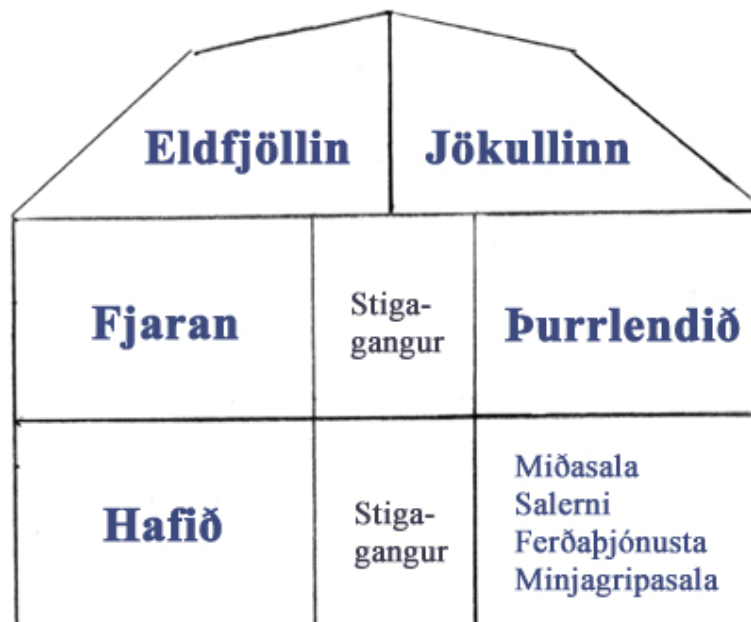 Eldfjöllin
Jökullinn
Fjaran
Stiga-
gangur
Þurrlendið
Hafið
Stiga-
gangur
Miðasala
Salerni
Ferðaþjónusta
Minjagripasala